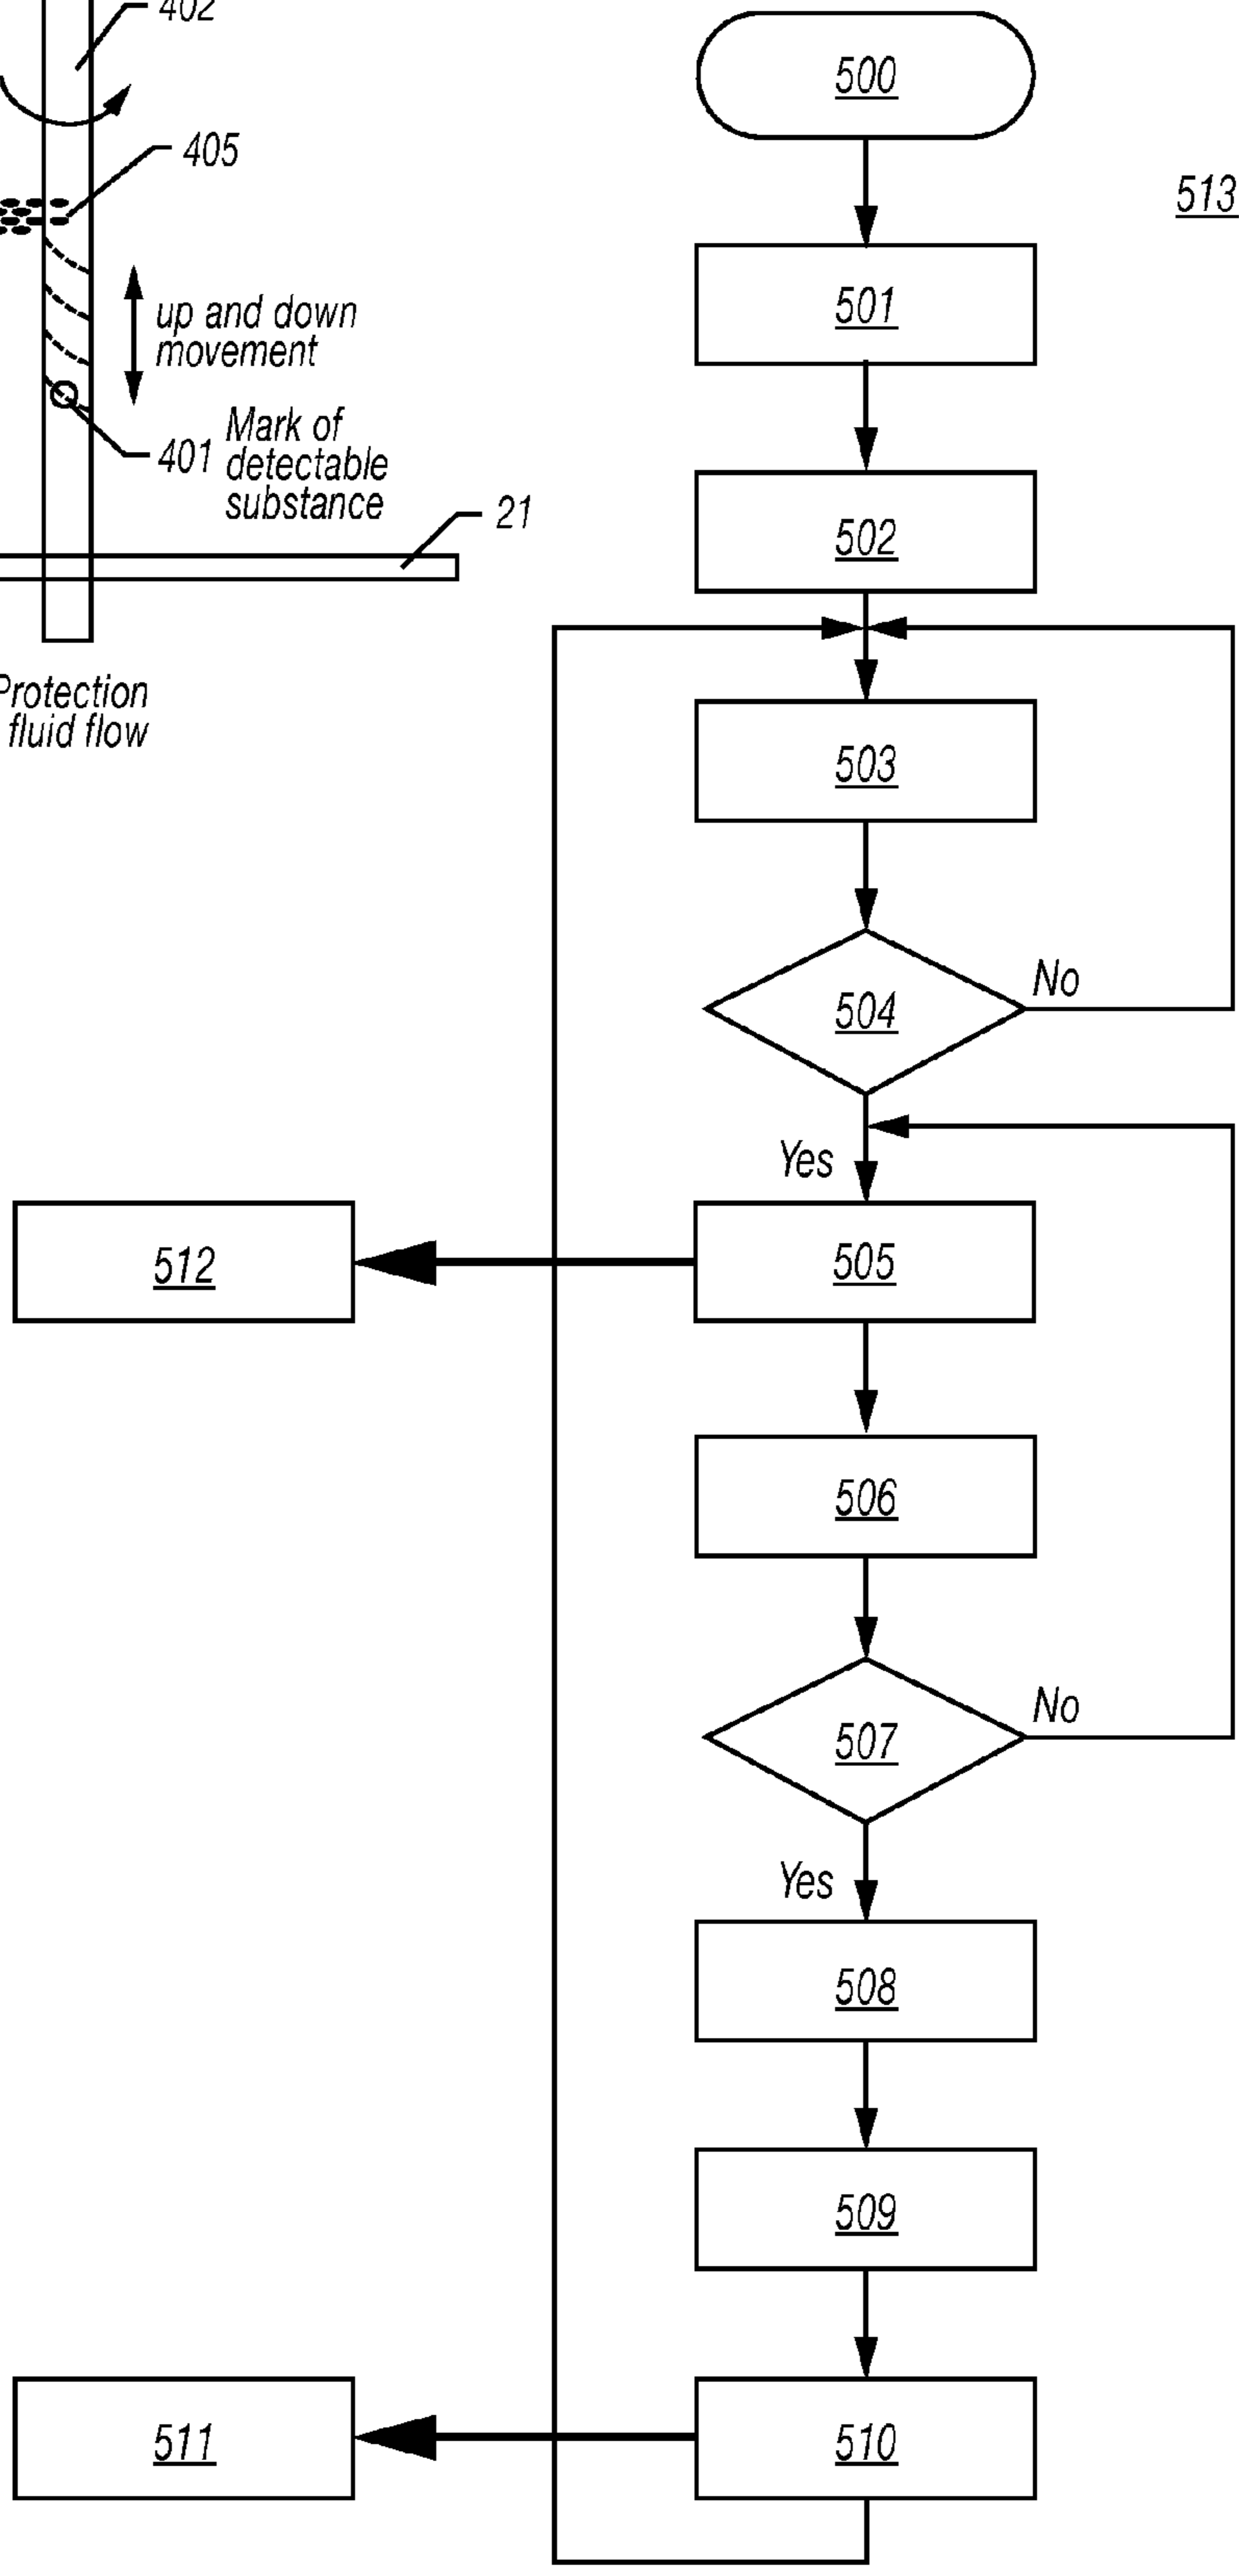 402
405
up and down
movement
401
Mark of
detectable
substance
21
Protection
fluid flow
500
513
501
502
503
504
No
Yes
505
512
506
507
No
Yes
508
509
510
511